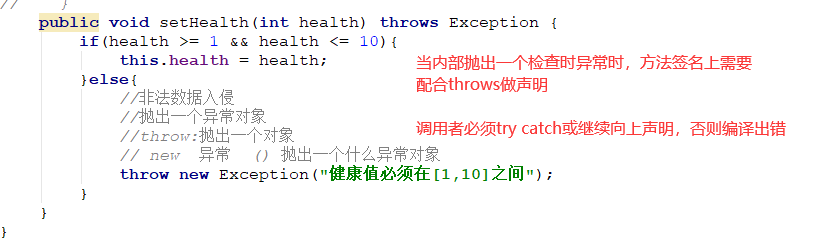 //    }
public void setHealth(int health) throws Exception {
if(health >= 1 && health <= 10){
this.health = health;
当内部抛出一个检查时异常时，方法签名上需要
配合throws做声明
}else{
//非法数据入侵
//抛出一个异常对象
//throw:抛出一个对象
调用者必须try catch或继续向上声明，否则编译出错
// new  异常  () 抛出一个什么异常对象
throw new Exception("健康值必须在[1,10]之间");
}
}
}